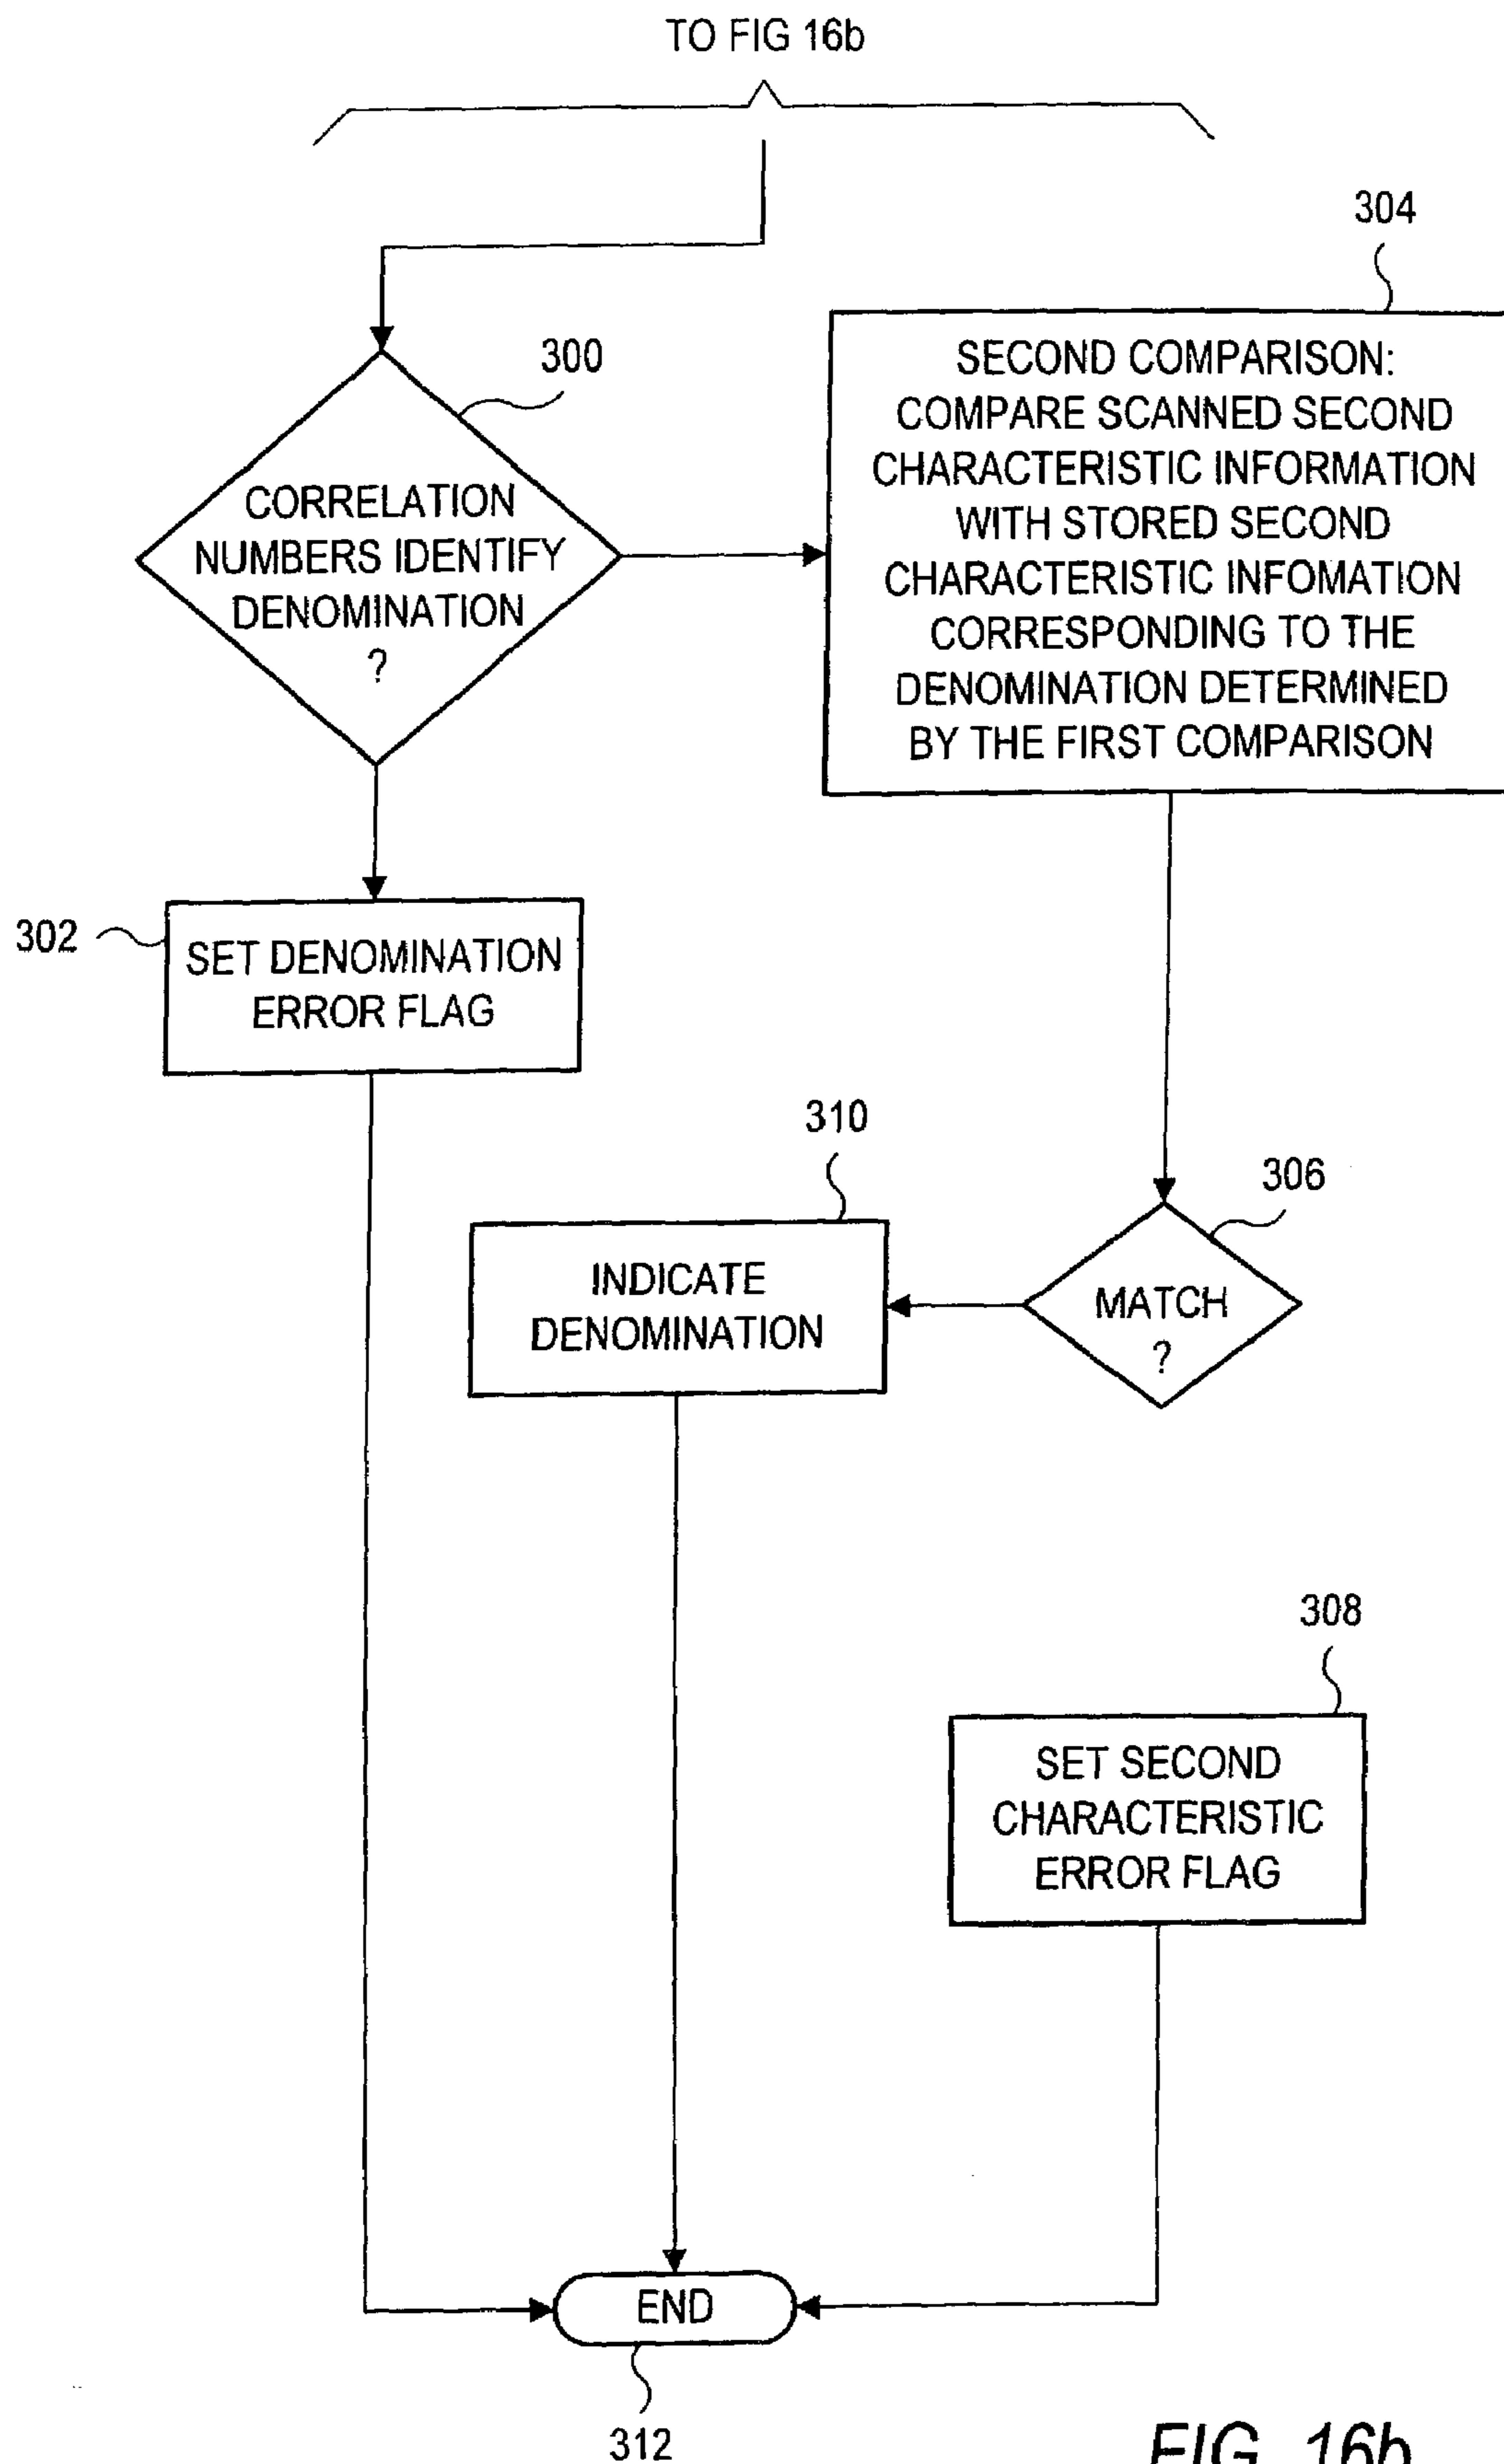 TO FIG 16b
300
CORRELATION
NUMBERS IDENTIFY
DENOMINATION
?
304
SECOND COMPARISON:
COMPARE SCANNED SECOND
CHARACTERISTIC INFORMATION
WITH STORED SECOND
CHARACTERISTIC INFOMATION
CORRESPONDING TO THE
DENOMINATION DETERMINED
BY THE FIRST COMPARISON
302
SET DENOMINATION
ERROR FLAG
310
INDICATE
DENOMINATION
306
MATCH
?
308
SET SECOND
CHARACTERISTIC
ERROR FLAG
END
312
FIG. 16b